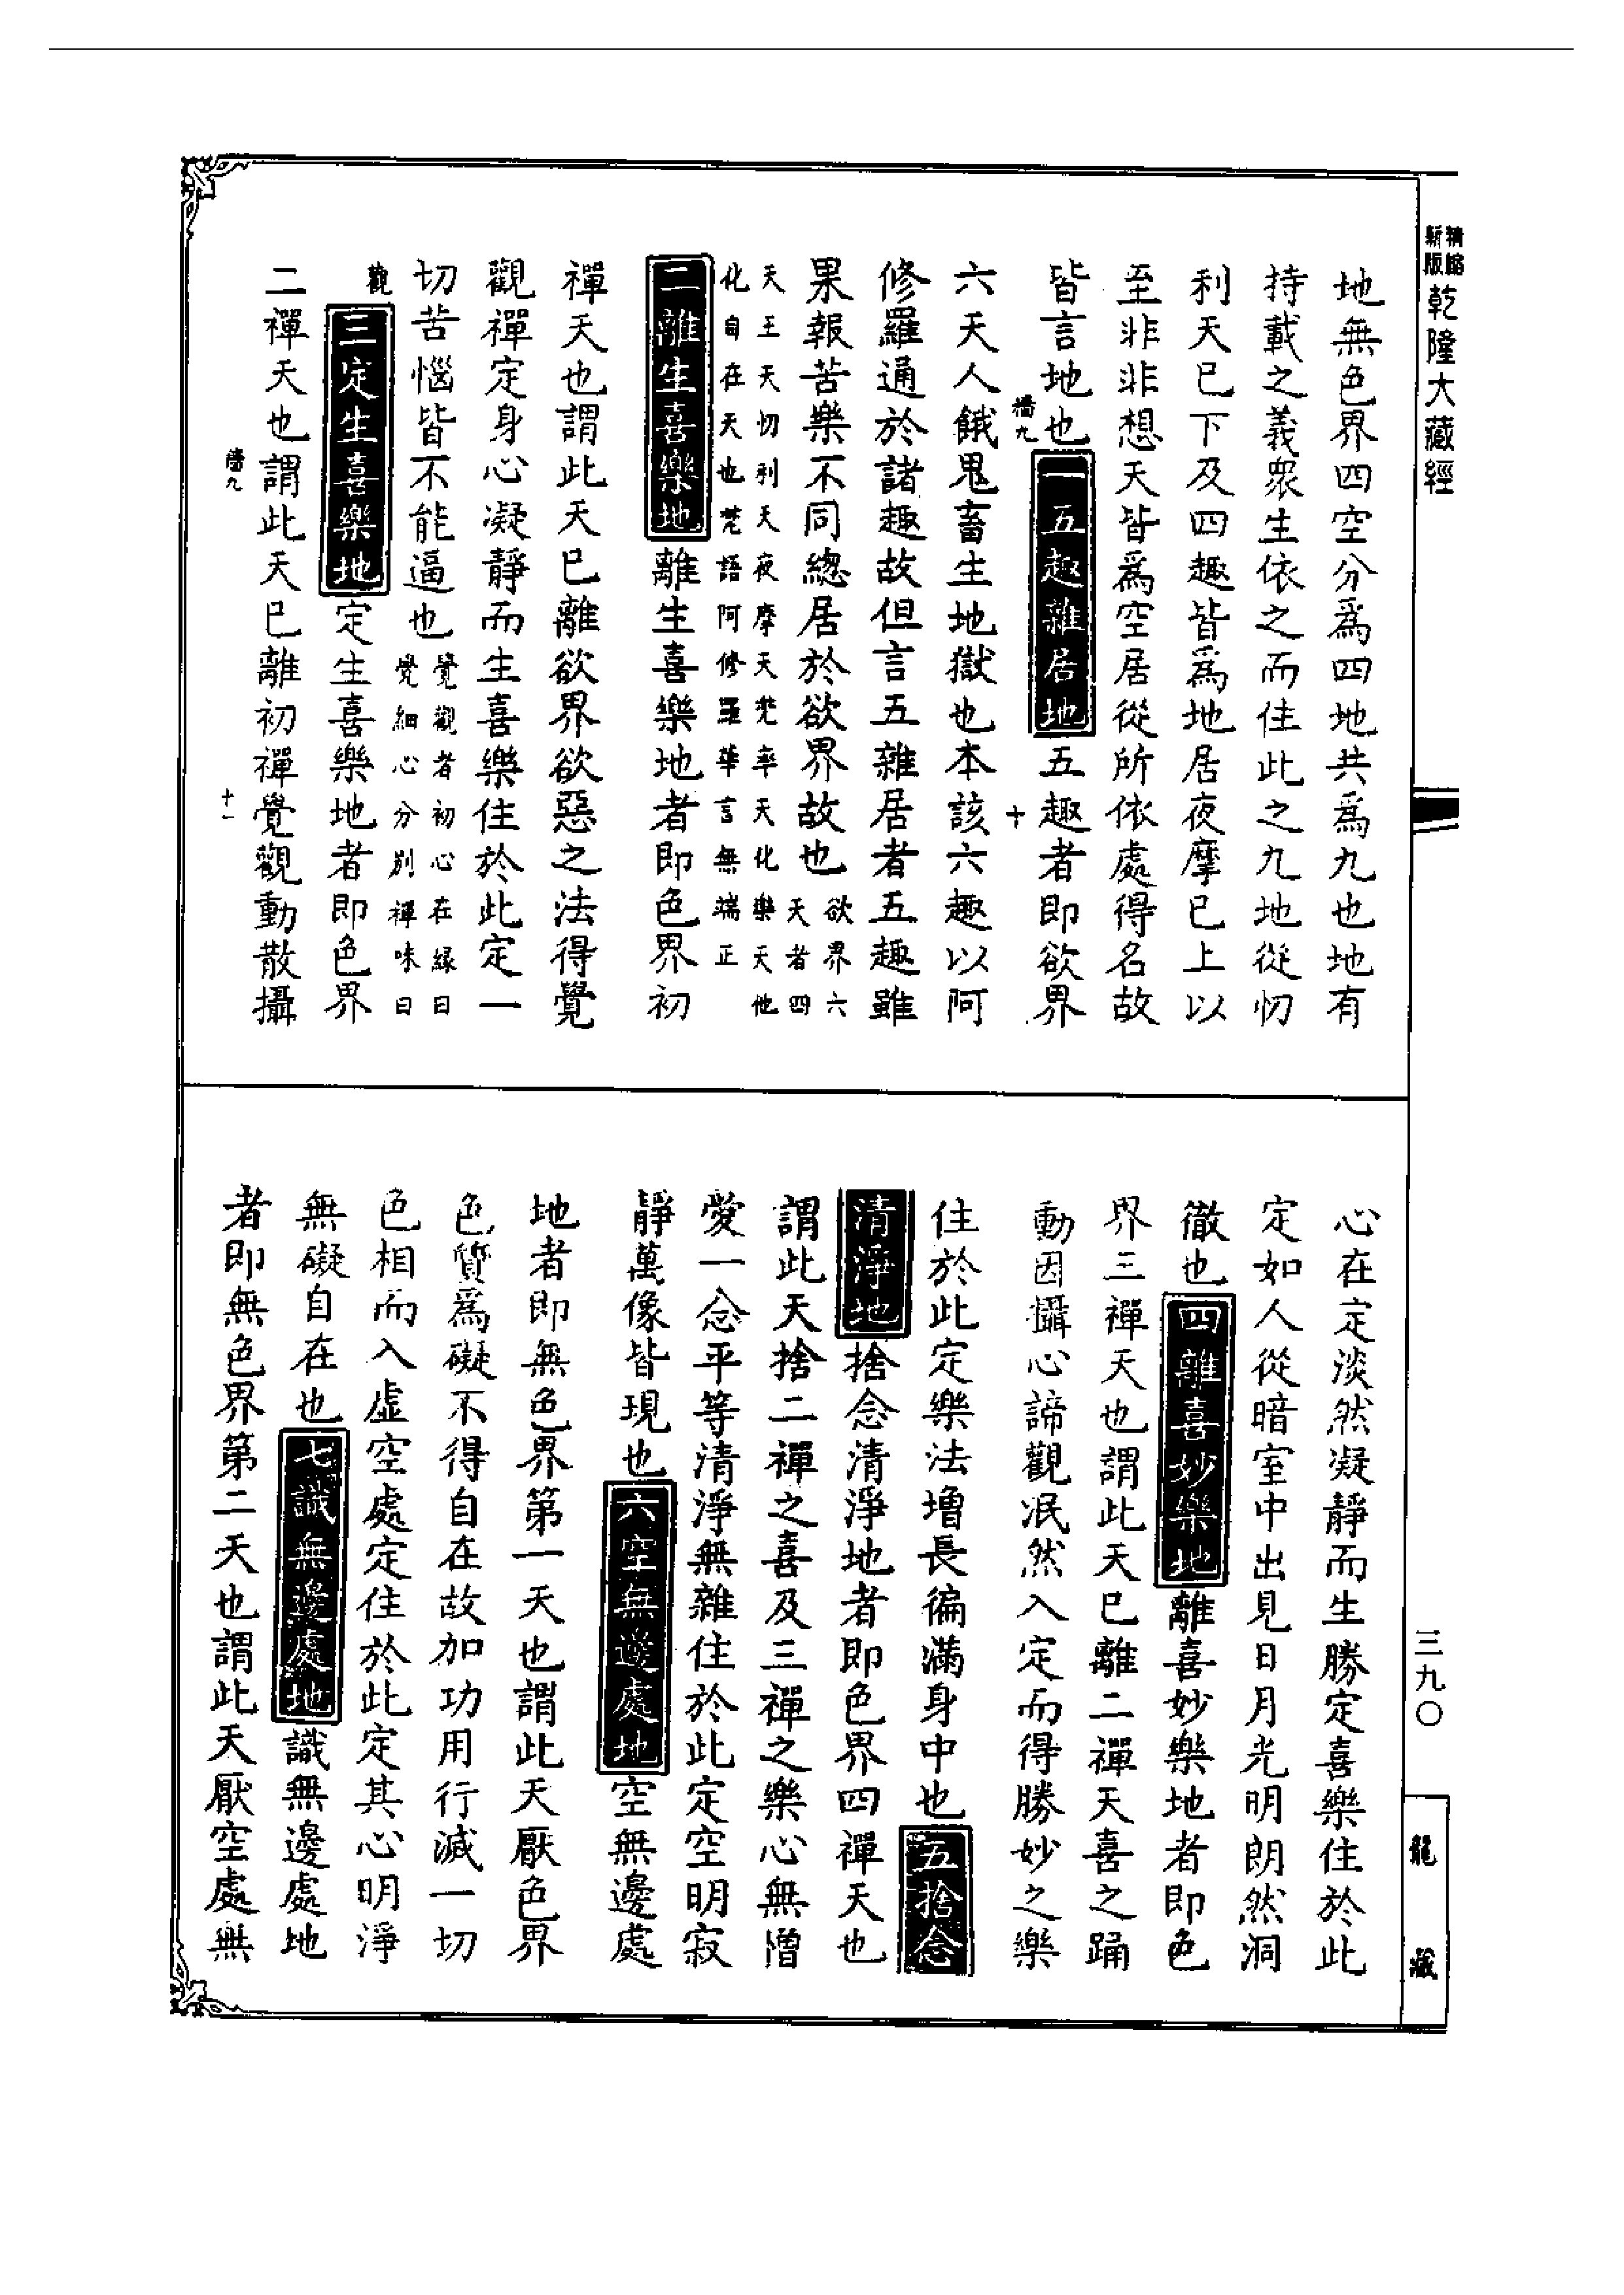 精縮新版
乾隆大藏經
地無色界四空分爲四地共爲九也地有
持載之義衆生依之而住此之九地從忉
利天已下及四趣皆爲地居夜摩已上以
至非非想天皆爲空居從所依處得名故
皆言地也一五趣雜居地五趣者即欲界
六天人餓鬼畜生地獄也本該六趣以阿
修羅通於諸趣故但言五雜居者五趣雖
果報苦樂不同總居於欲界故也欲界六天者四
天王天忉利天夜摩天兜率天化樂天他
化自在天也梵語阿修羅華言無端正
二離生喜樂地離生喜樂地者即色界初
禪天也謂此天已離欲界欲惡之法得覺
觀禪定身心凝靜而生喜樂住於此定一
切苦惱皆不能逼也覺觀者初心在緣曰覺細心分別禪味曰
觀三定生喜樂地定生喜樂地者即色界
二禪天也謂此天已離初禪覺觀動散攝
十
十一
心在定淡然凝靜而生勝定喜樂住於此
定如人從暗室中出見日月光明朗然洞
徹也四離喜妙樂地離喜妙樂地者即色
界三禪天也謂此天已離二禪天喜之踊
動因攝心諦觀泯然入定而得勝妙之樂
住於此定樂法增長徧滿身中也五捨念
清淨地捨念清淨地者即色界四禪天也
謂此天捨二禪之喜及三禪之樂心無憎
愛一念平等清淨無雜住於此定空明寂
靜萬像皆現也六空無邊處地空無邊處
地者即無色界第一天也謂此天厭色界
色質爲礙不得自在故加功用行滅一切
色相而入虛空處定住於此定其心明淨
無礙自在也七識無邊處地識無邊處地
者即無色界第二天也謂此天厭空處無
三九〇
龍藏